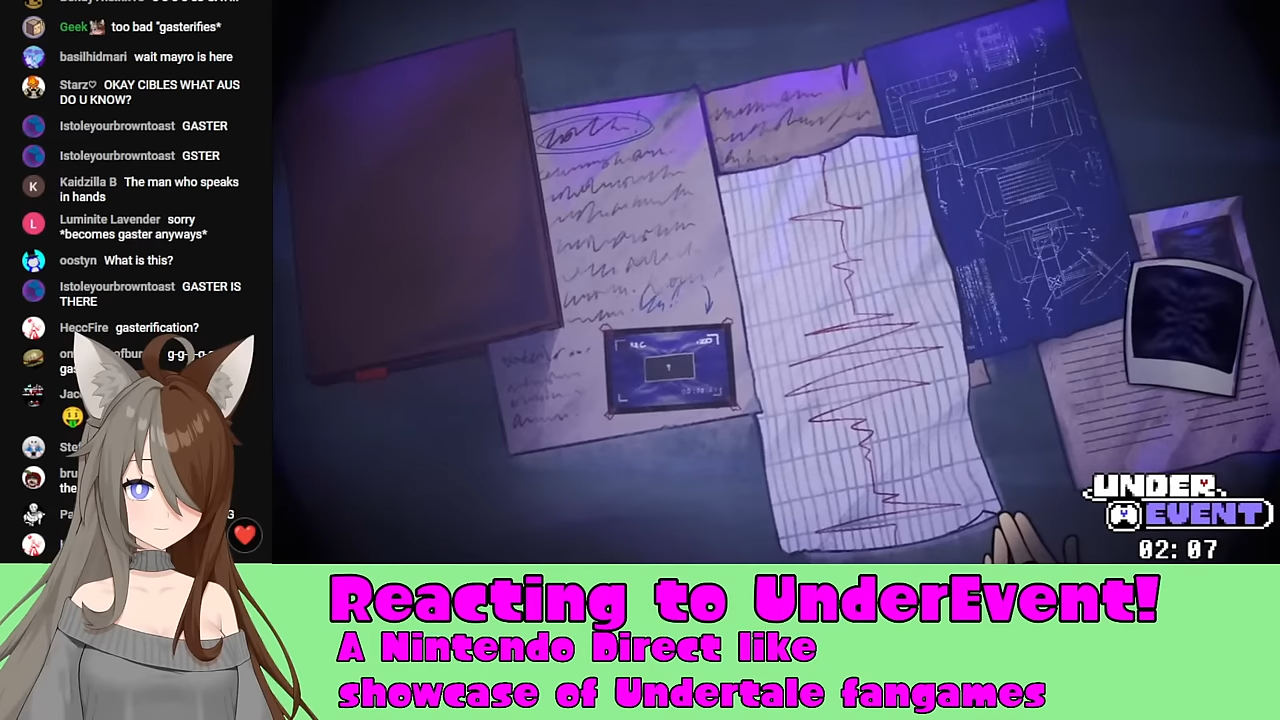 Geek too bad "gasterifies*
basilhidmari wait mayro is here
Starz♡ OKAY CIBLES WHAT AUS
DO U KNOW?
Istoleyourbrowntoast GASTER
Istoleyourbrowntoast GSTER
K
Kaidzilla B The man who speaks
in hands
L
Luminite Lavender sorry
*becomes gaster anyways*
oostyn What is this?
Istoleyourbrowntoast GASTER IS
THERE
HeccFire gasterification?
bru
the
3
UNDER
EVENT
02:07
Reacting to UnderEvent!
A Nintendo Direct like
showcase of Undertale fangames